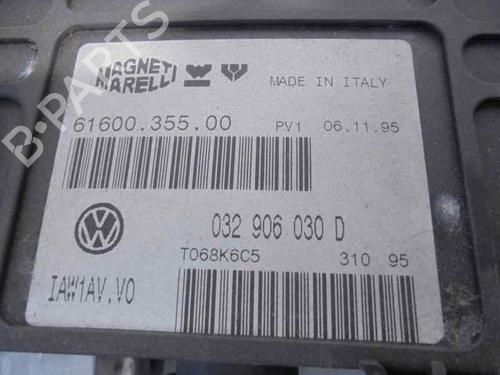 MAGNETI
MARELLI
MADE IN ITALY
61600.355.00 PV1 06.11.95
032 906 030 D
T068K6C5 310 95
IAW1AV.V0
B-PARTS